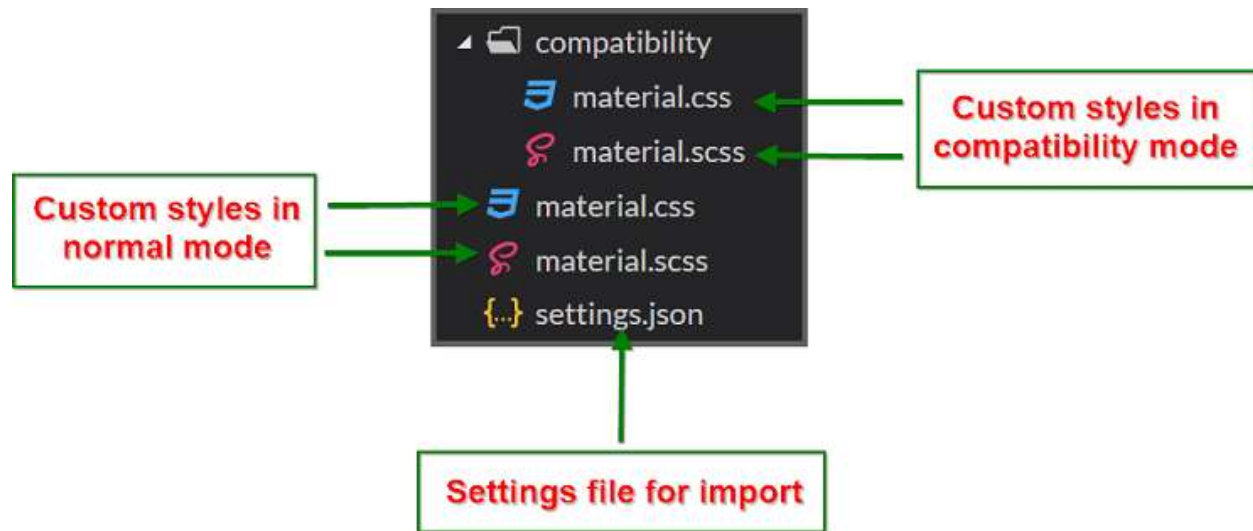 compatibility
material.css
material.scss
Custom styles in
compatibility mode
Custom styles in
normal mode
material.css
material.scss
{...} settings.json
Settings file for import